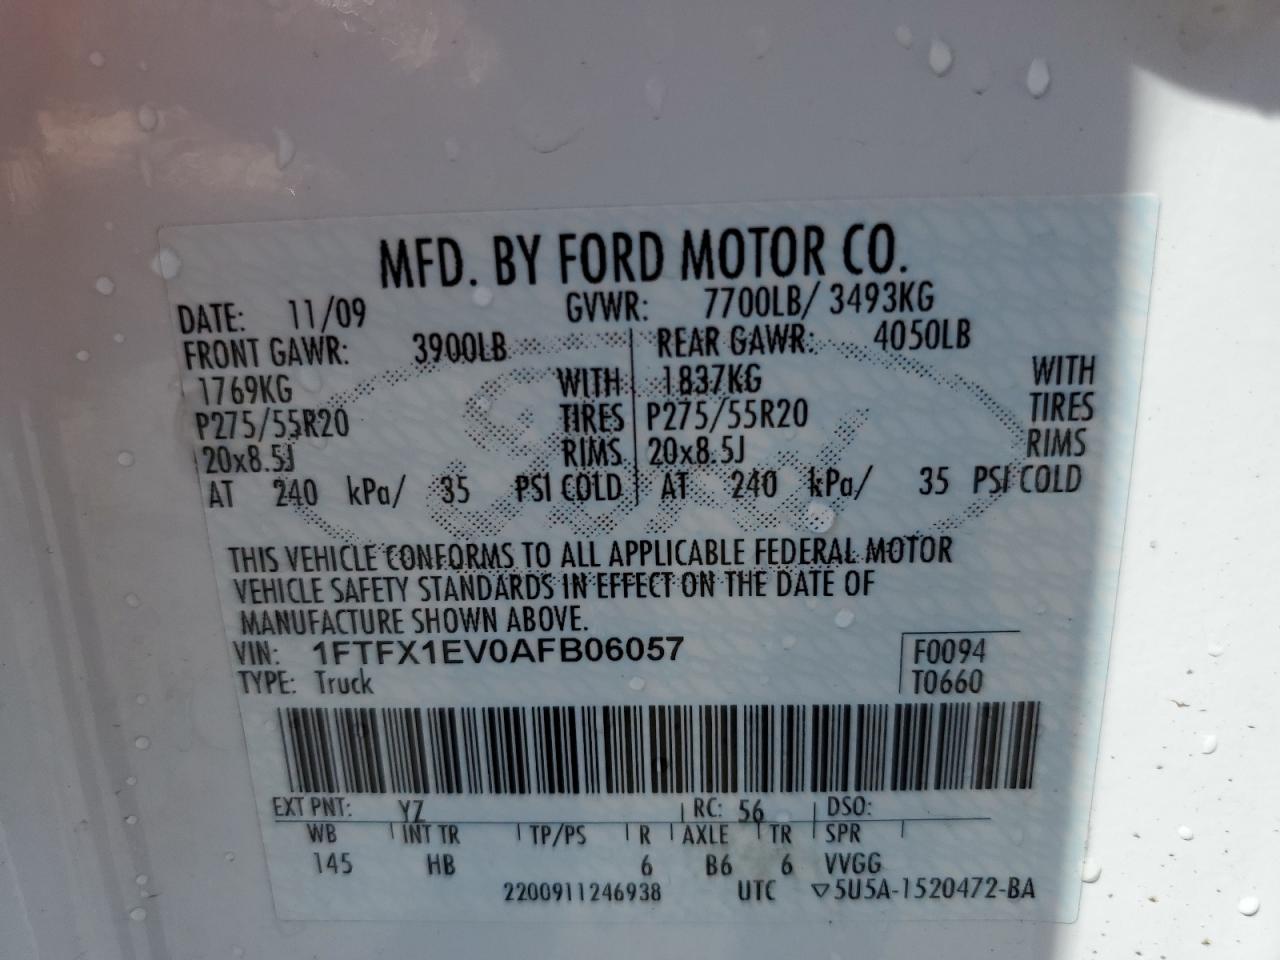 MFD. BY FORD MOTOR CO.
DATE: 11/09 GVWR: 7700LB/ 3493KG
FRONT GAWR: 3900LB REAR GAWR: 4050LB
1769KG WITH 1837KG WITH
P275/55R20 TIRES P275/55R20 TIRES
20x8.5J RIMS 20x8.5J RIMS
AT 240 kPa/ 35 PSI COLD AT 240 kPa/ 35 PSI COLD
THIS VEHICLE CONFORMS TO ALL APPLICABLE FEDERAL MOTOR
VEHICLE SAFETY STANDARDS IN EFFECT ON THE DATE OF
MANUFACTURE SHOWN ABOVE.
VIN: 1FTFX1EV0AFB06057 F0094
TYPE: Truck T0660
EXT PNT: YZ RC: 56 DSO:
WB INT TR TP/PS R AXLE TR SPR
145 HB 6 B6 6 VVGG
2200911246938 UTC ▽5U5A-1520472-BA